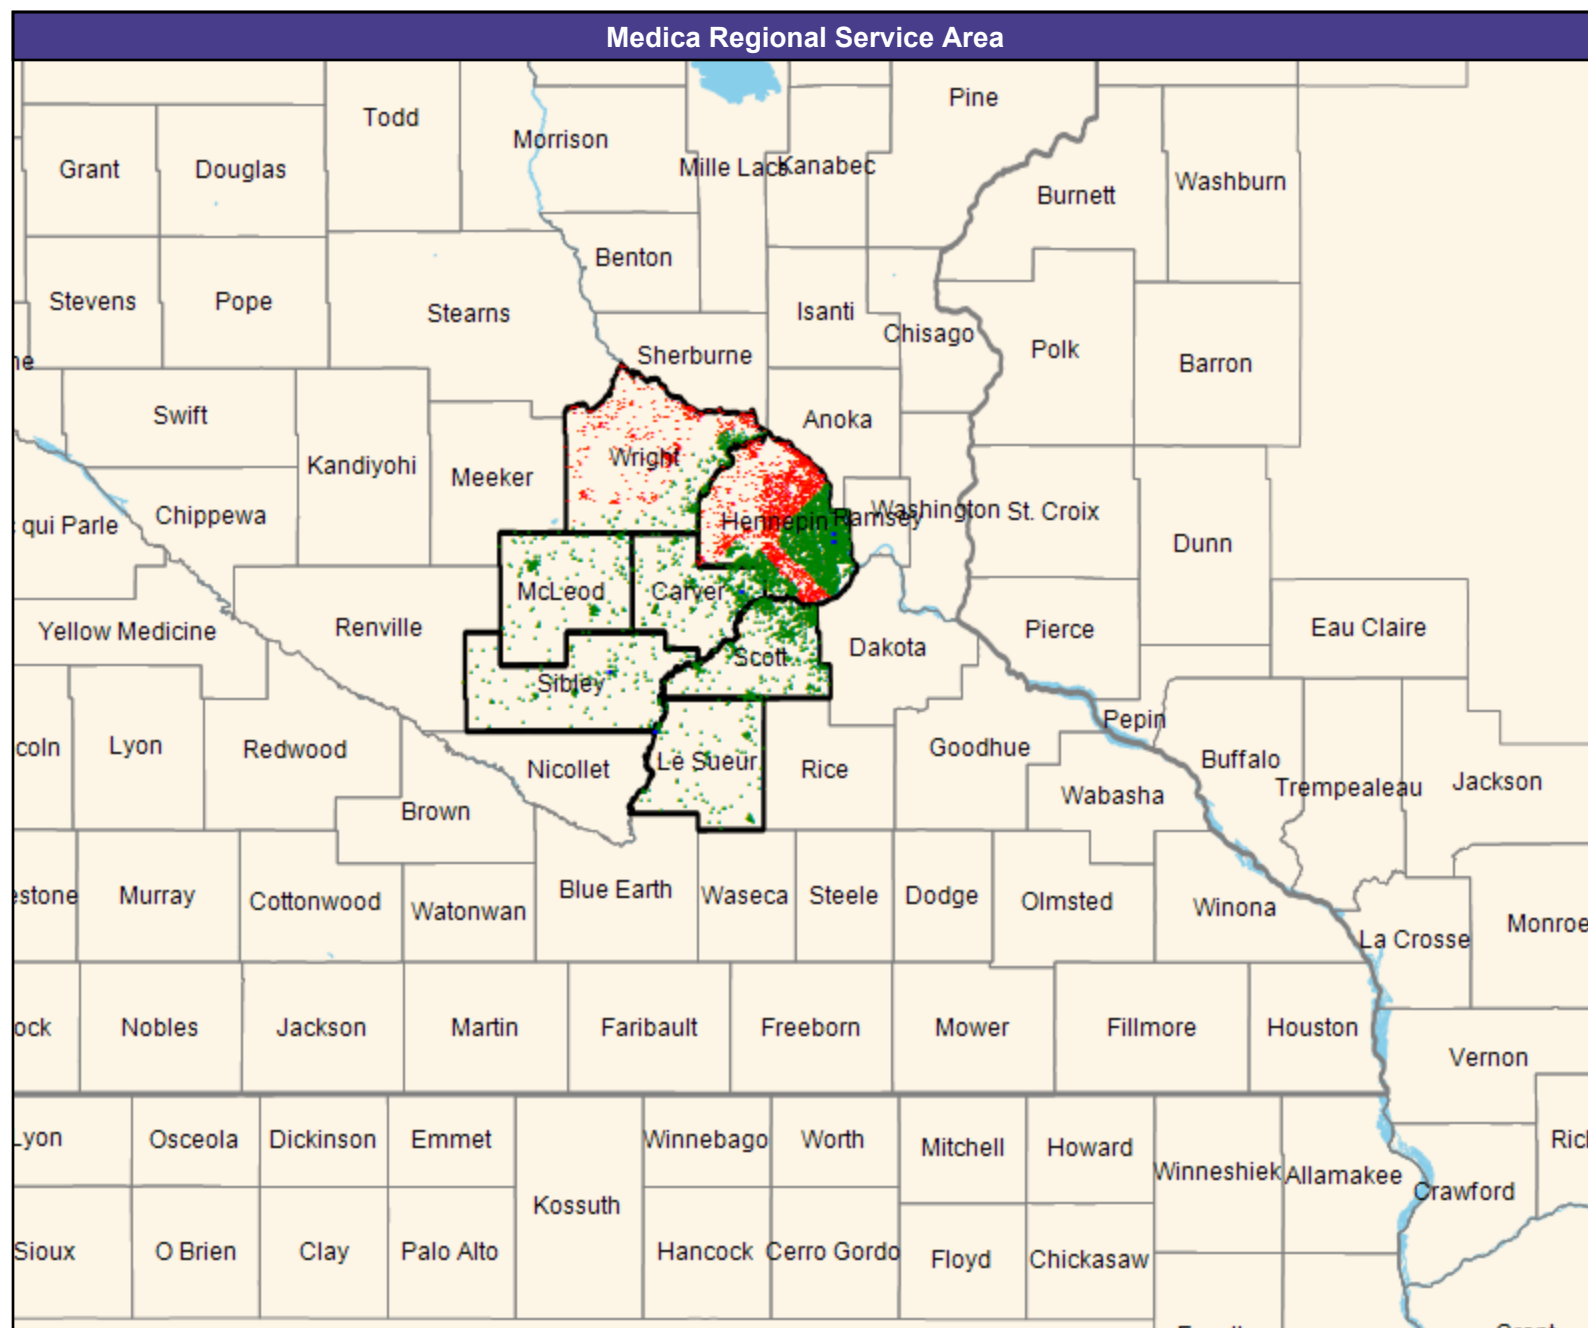 Medica Regional Service Area
Pine
Todd
Morrison
Grant
Douglas
Mille Lacs
Kanabec
Burnett
Washburn
Benton
Stevens
Pope
Stearns
Isanti
Chisago
Sherburne
Polk
Barron
ne
Swift
Anoka
Kandiyohi
Meeker
Wright
Chippewa
qui Parle
Hennepin
Ramsey
Washington
St. Croix
Dunn
McLeod
Carver
Yellow Medicine
Renville
Pierce
Eau Claire
Dakota
Scott
Sibley
Pepin
coln
Lyon
Redwood
Nicollet
Le Sueur
Rice
Goodhue
Buffalo
Trempealeau
Jackson
Wabasha
Brown
estone
Murray
Cottonwood
Watonwan
Blue Earth
Waseca
Steele
Dodge
Olmsted
Winona
La Crosse
Monroe
ock
Nobles
Jackson
Martin
Faribault
Freeborn
Mower
Fillmore
Houston
Vernon
Lyon
Osceola
Dickinson
Emmet
Winnebago
Worth
Mitchell
Howard
Winneshiek
Allamakee
Crawford
Rich
Kossuth
Sioux
O Brien
Clay
Palo Alto
Hancock
Cerro Gordo
Floyd
Chickasaw